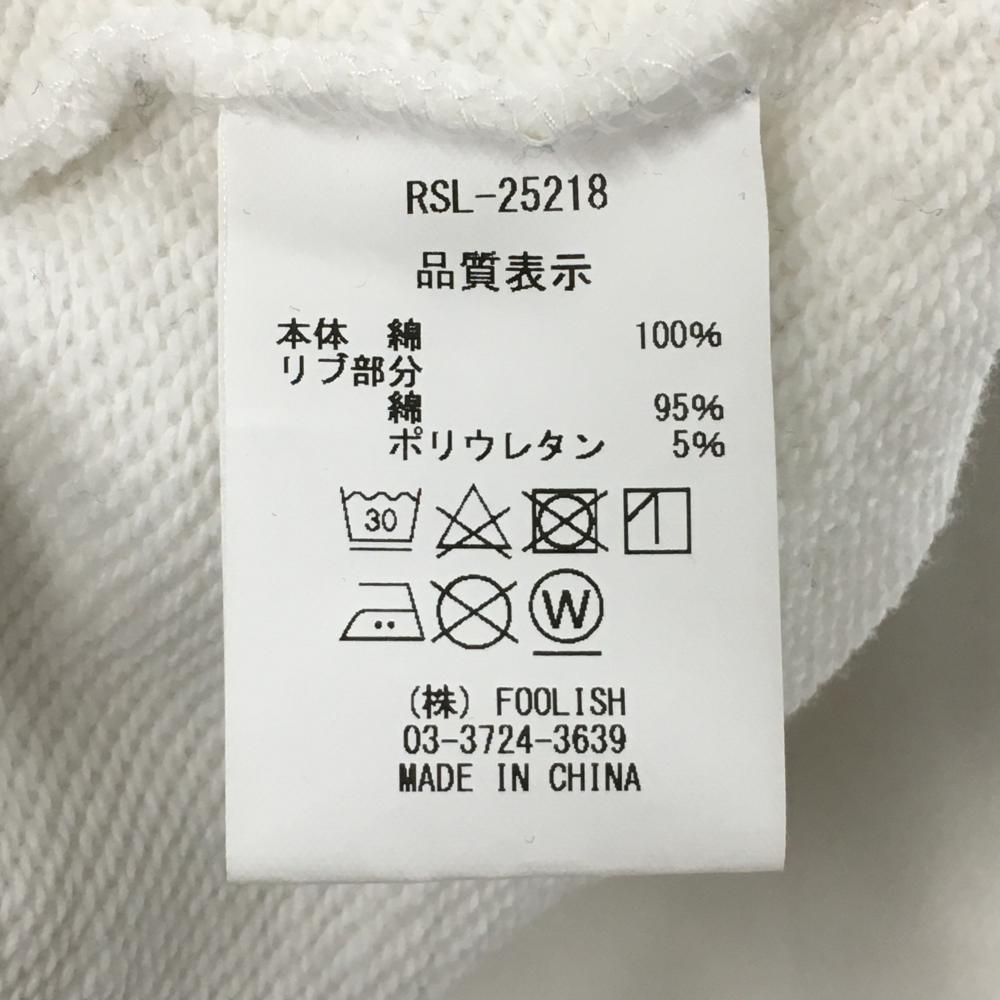 RSL-25218
品質表示
本体 綿 100%
リブ部分
綿 95%
ポリウレタン 5%
30
W
(株) FOOLISH
03-3724-3639
MADE IN CHINA